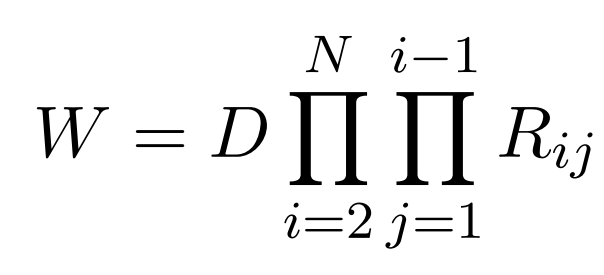 W = D \prod_{i=2}^{N} \prod_{j=1}^{i-1} R_{ij}